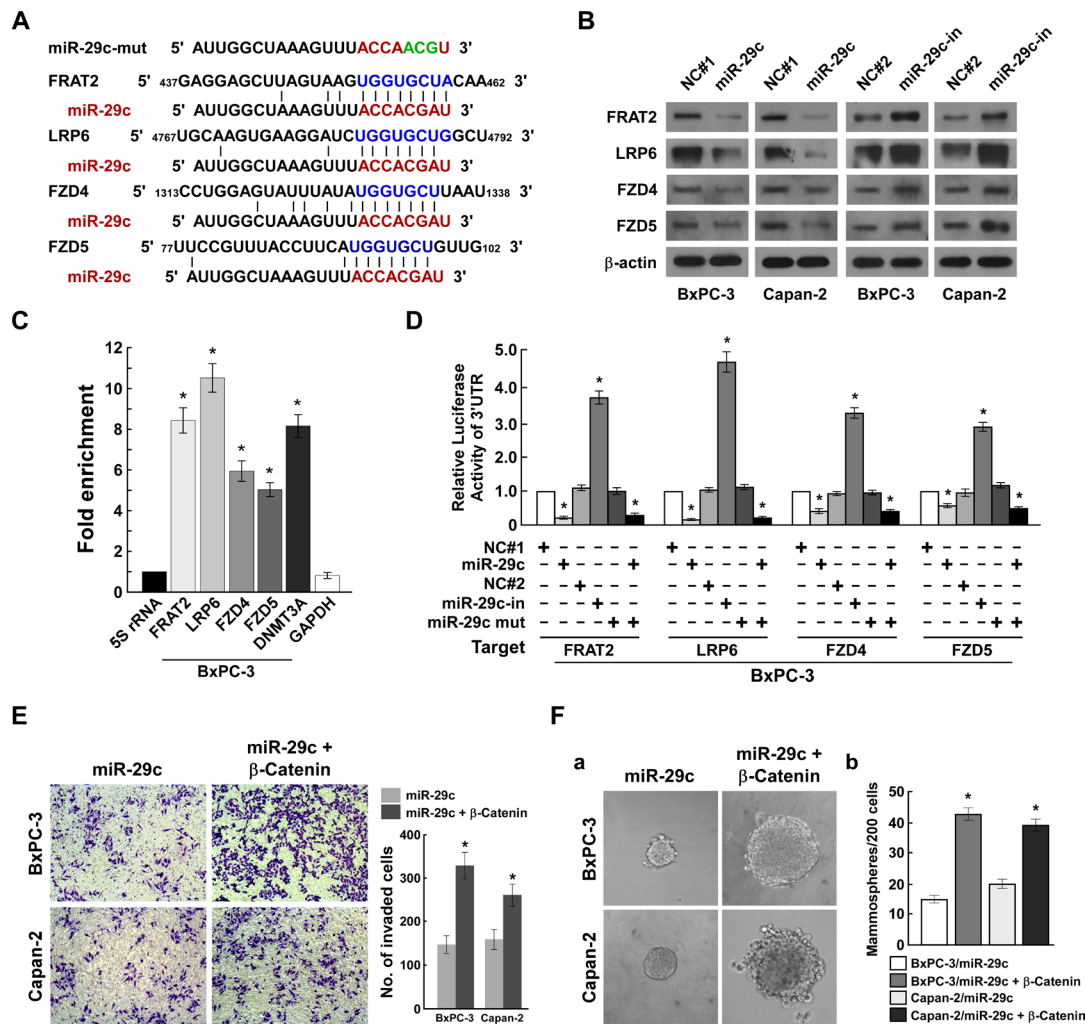 A
miR-29c-mut 5' AUUGGCUAAAGUUUACCAACGU 3'
FRAT2 5' 437GAGGAGCUUAGUAAGUGGUGCUACAA462 3'
miR-29c 5' AUUGGCUAAAGUUUACCACGAU 3'
LRP6 5' 4767UGCAAGUGAAGGAUCUGGUGCUGGCU4792 3'
miR-29c 5' AUUGGCUAAAGUUUACCACGAU 3'
FZD4 5' 1313CCUGGAGUAUUUAUAUGGUGCUUAAU1338 3'
miR-29c 5' AUUGGCUAAAGUUUACCACGAU 3'
FZD5 5' 77UUCCGUUUACCUUCAUGGUGCUGUUG102 3'
miR-29c 5' AUUGGCUAAAGUUUACCACGAU 3'
B
NC#1 miR-29c NC#1 miR-29c NC#2 miR-29c-in NC#2 miR-29c-in
FRAT2
LRP6
FZD4
FZD5
β-actin
BxPC-3 Capan-2 BxPC-3 Capan-2
C
Fold enrichment
12
10
8
6
4
2
1
0
* * * * * *
5S rRNA FRAT2 LRP6 FZD4 FZD5 DNMT3A GAPDH
BxPC-3
D
Relative Luciferase
Activity of 3'UTR
5.0
4.0
3.0
2.0
1.0
0
* * * * * * * * * * * *
NC#1 + – – – – – + – – – – – + – – – – – + – – – – –
miR-29c – + – – – + – + – – – + – + – – – + – + – – – +
NC#2 – – + – – – – – + – – – – – + – – – – – + – – –
miR-29c-in – – – + – – – – – + – – – – – + – – – – – + – –
miR-29c mut – – – – + + – – – – + + – – – – + + – – – – + +
Target FRAT2 LRP6 FZD4 FZD5
BxPC-3
E
miR-29c miR-29c +
β-Catenin
BxPC-3
Capan-2
miR-29c
miR-29c + β-Catenin
No. of invaded cells
400
300
200
100
0
* *
BxPC-3 Capan-2
F
a
miR-29c miR-29c +
β-Catenin
BxPC-3
Capan-2
b
Mammospheres/200 cells
50
40
30
20
10
0
* *
BxPC-3/miR-29c
BxPC-3/miR-29c + β-Catenin
Capan-2/miR-29c
Capan-2/miR-29c + β-Catenin